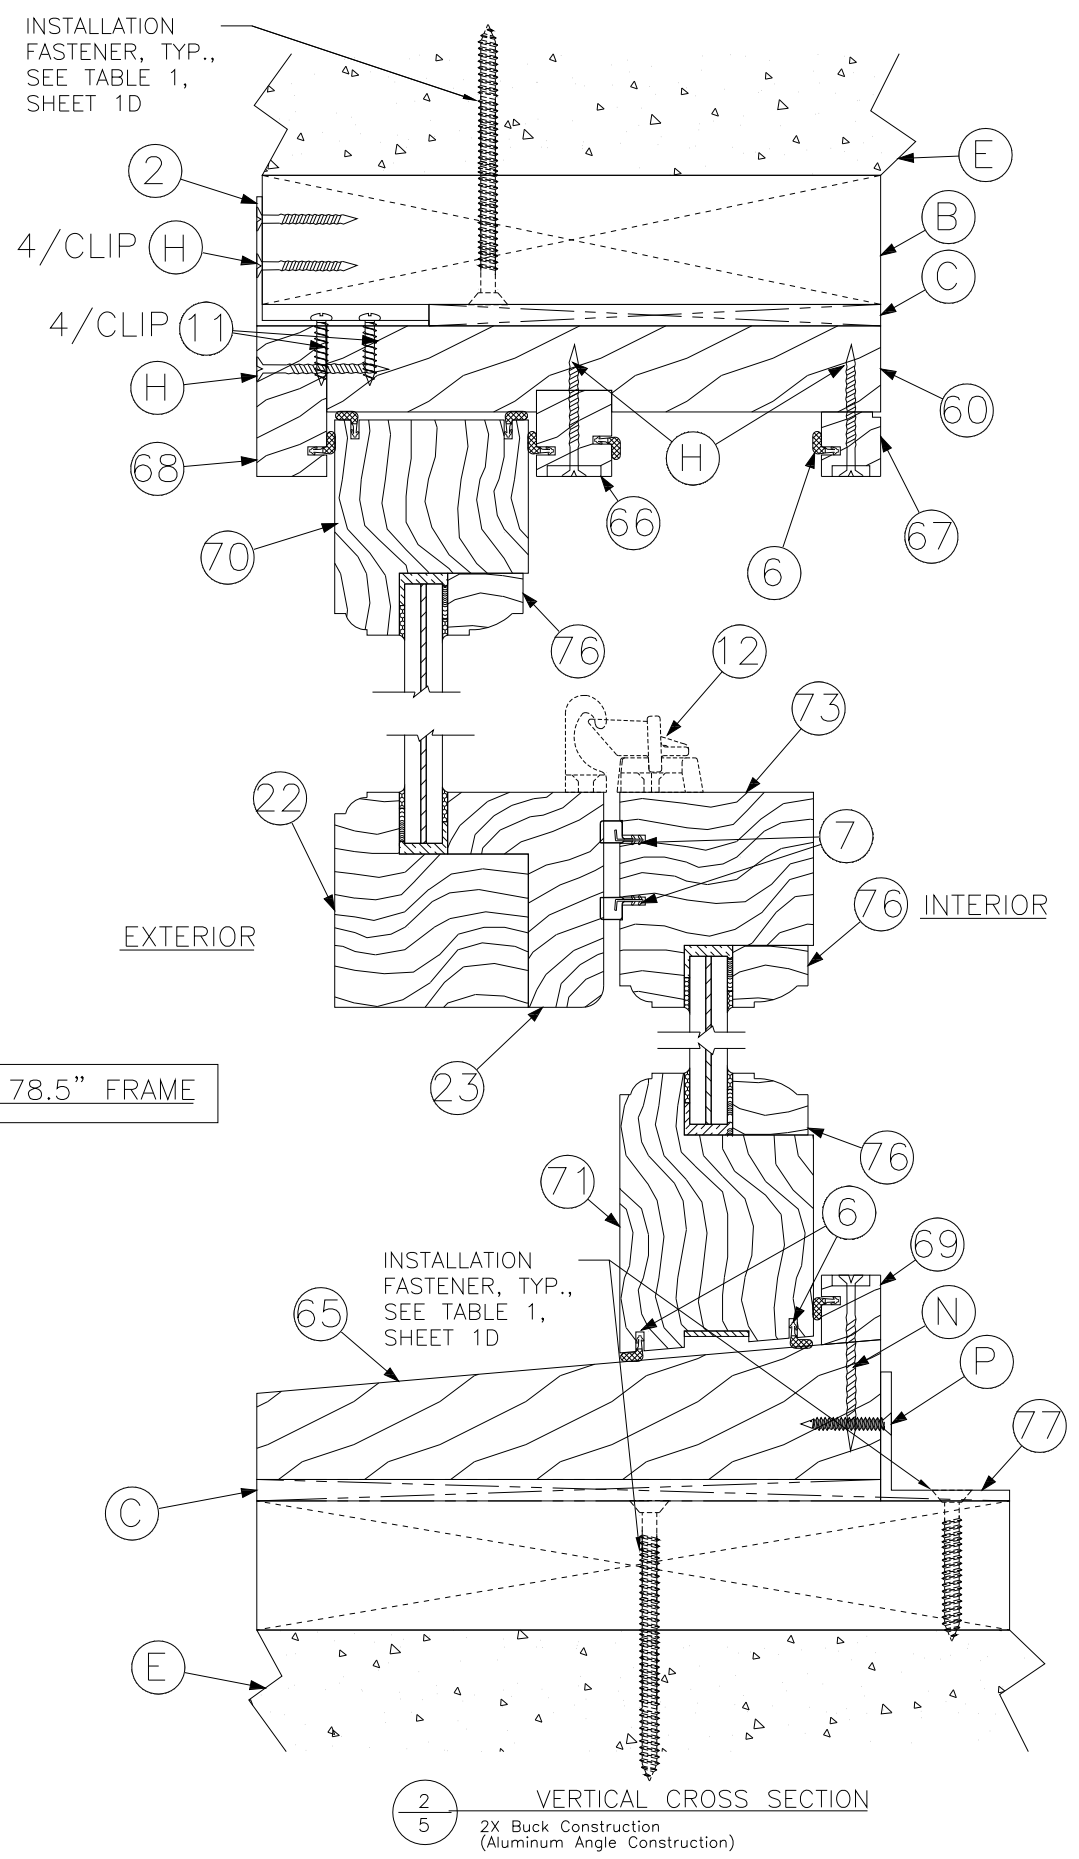 INSTALLATION
FASTENER, TYP.,
SEE TABLE 1,
SHEET 1D
E
2
B
4/CLIP H
C
4/CLIP 11
H
60
68
H
66
67
70
6
76
12
73
22
7
76
INTERIOR
EXTERIOR
23
78.5” FRAME
76
71
6
INSTALLATION
FASTENER, TYP.,
SEE TABLE 1,
SHEET 1D
69
65
N
P
77
C
E
2
5
VERTICAL CROSS SECTION
2X Buck Construction
(Aluminum Angle Construction)